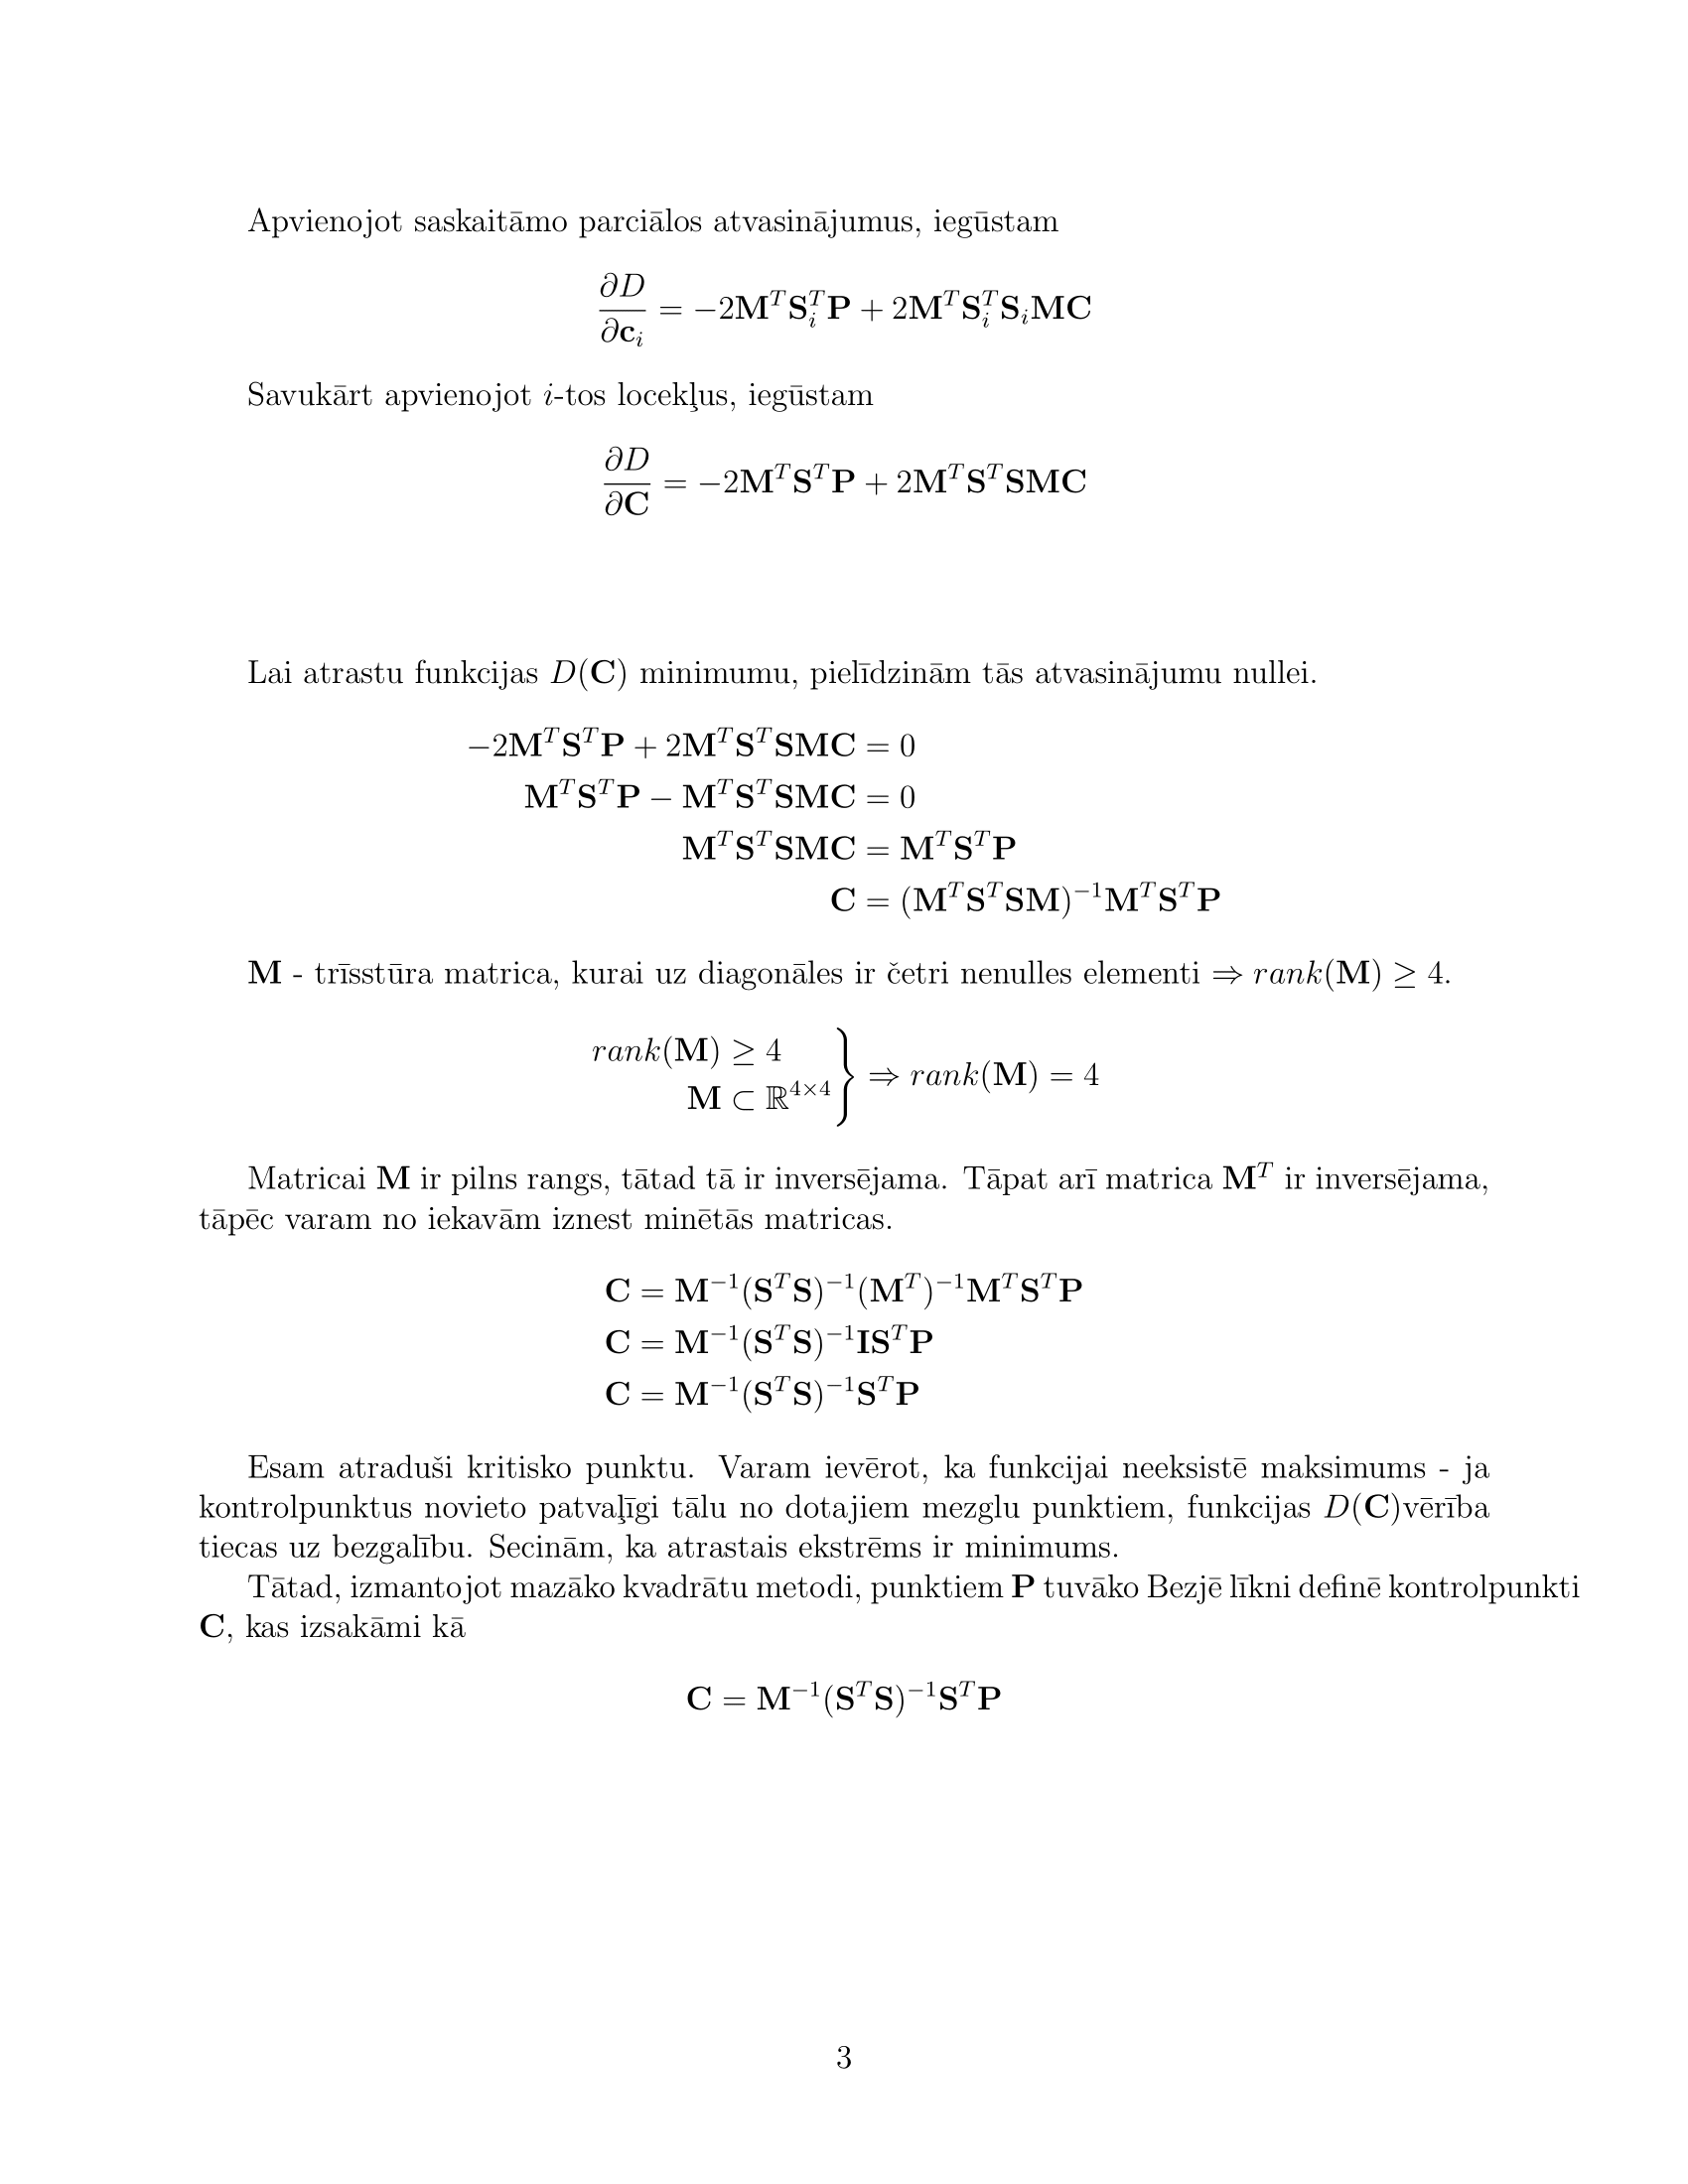 Apvienojot saskaitāmo parciālos atvasinājumus, iegūstam
$$\frac{\partial D}{\partial \mathbf{c}_i} = -2\mathbf{M}^T\mathbf{S}_i^T\mathbf{P} + 2\mathbf{M}^T\mathbf{S}_i^T\mathbf{S}_i\mathbf{MC}$$
Savukārt apvienojot $i$-tos locekļus, iegūstam
$$\frac{\partial D}{\partial \mathbf{C}} = -2\mathbf{M}^T\mathbf{S}^T\mathbf{P} + 2\mathbf{M}^T\mathbf{S}^T\mathbf{SMC}$$
Lai atrastu funkcijas $D(\mathbf{C})$ minimumu, pielīdzinām tās atvasinājumu nullei.
$$-2\mathbf{M}^T\mathbf{S}^T\mathbf{P} + 2\mathbf{M}^T\mathbf{S}^T\mathbf{SMC} = 0$$
$$\mathbf{M}^T\mathbf{S}^T\mathbf{P} - \mathbf{M}^T\mathbf{S}^T\mathbf{SMC} = 0$$
$$\mathbf{M}^T\mathbf{S}^T\mathbf{SMC} = \mathbf{M}^T\mathbf{S}^T\mathbf{P}$$
$$\mathbf{C} = (\mathbf{M}^T\mathbf{S}^T\mathbf{SM})^{-1}\mathbf{M}^T\mathbf{S}^T\mathbf{P}$$
$\mathbf{M}$ - trīsstūra matrica, kurai uz diagonāles ir četri nenulles elementi $\Rightarrow rank(\mathbf{M}) \geq 4$.
$$\left.\begin{aligned} rank(\mathbf{M}) &\geq 4 \\ \mathbf{M} &\subset \mathbb{R}^{4\times 4} \end{aligned}\right\} \Rightarrow rank(\mathbf{M}) = 4$$
Matricai $\mathbf{M}$ ir pilns rangs, tātad tā ir inversējama. Tāpat arī matrica $\mathbf{M}^T$ ir inversējama,
tāpēc varam no iekavām iznest minētās matricas.
$$\mathbf{C} = \mathbf{M}^{-1}(\mathbf{S}^T\mathbf{S})^{-1}(\mathbf{M}^T)^{-1}\mathbf{M}^T\mathbf{S}^T\mathbf{P}$$
$$\mathbf{C} = \mathbf{M}^{-1}(\mathbf{S}^T\mathbf{S})^{-1}\mathbf{I}\mathbf{S}^T\mathbf{P}$$
$$\mathbf{C} = \mathbf{M}^{-1}(\mathbf{S}^T\mathbf{S})^{-1}\mathbf{S}^T\mathbf{P}$$
Esam atraduši kritisko punktu. Varam ievērot, ka funkcijai neeksistē maksimums - ja
kontrolpunktus novieto patvaļīgi tālu no dotajiem mezglu punktiem, funkcijas $D(\mathbf{C})$vērība
tiecas uz bezgalību. Secinām, ka atrastais ekstrēms ir minimums.
Tātad, izmantojot mazāko kvadrātu metodi, punktiem $\mathbf{P}$ tuvāko Bezjē līkni definē kontrolpunkti
$\mathbf{C}$, kas izsakāmi kā
$$\mathbf{C} = \mathbf{M}^{-1}(\mathbf{S}^T\mathbf{S})^{-1}\mathbf{S}^T\mathbf{P}$$
3